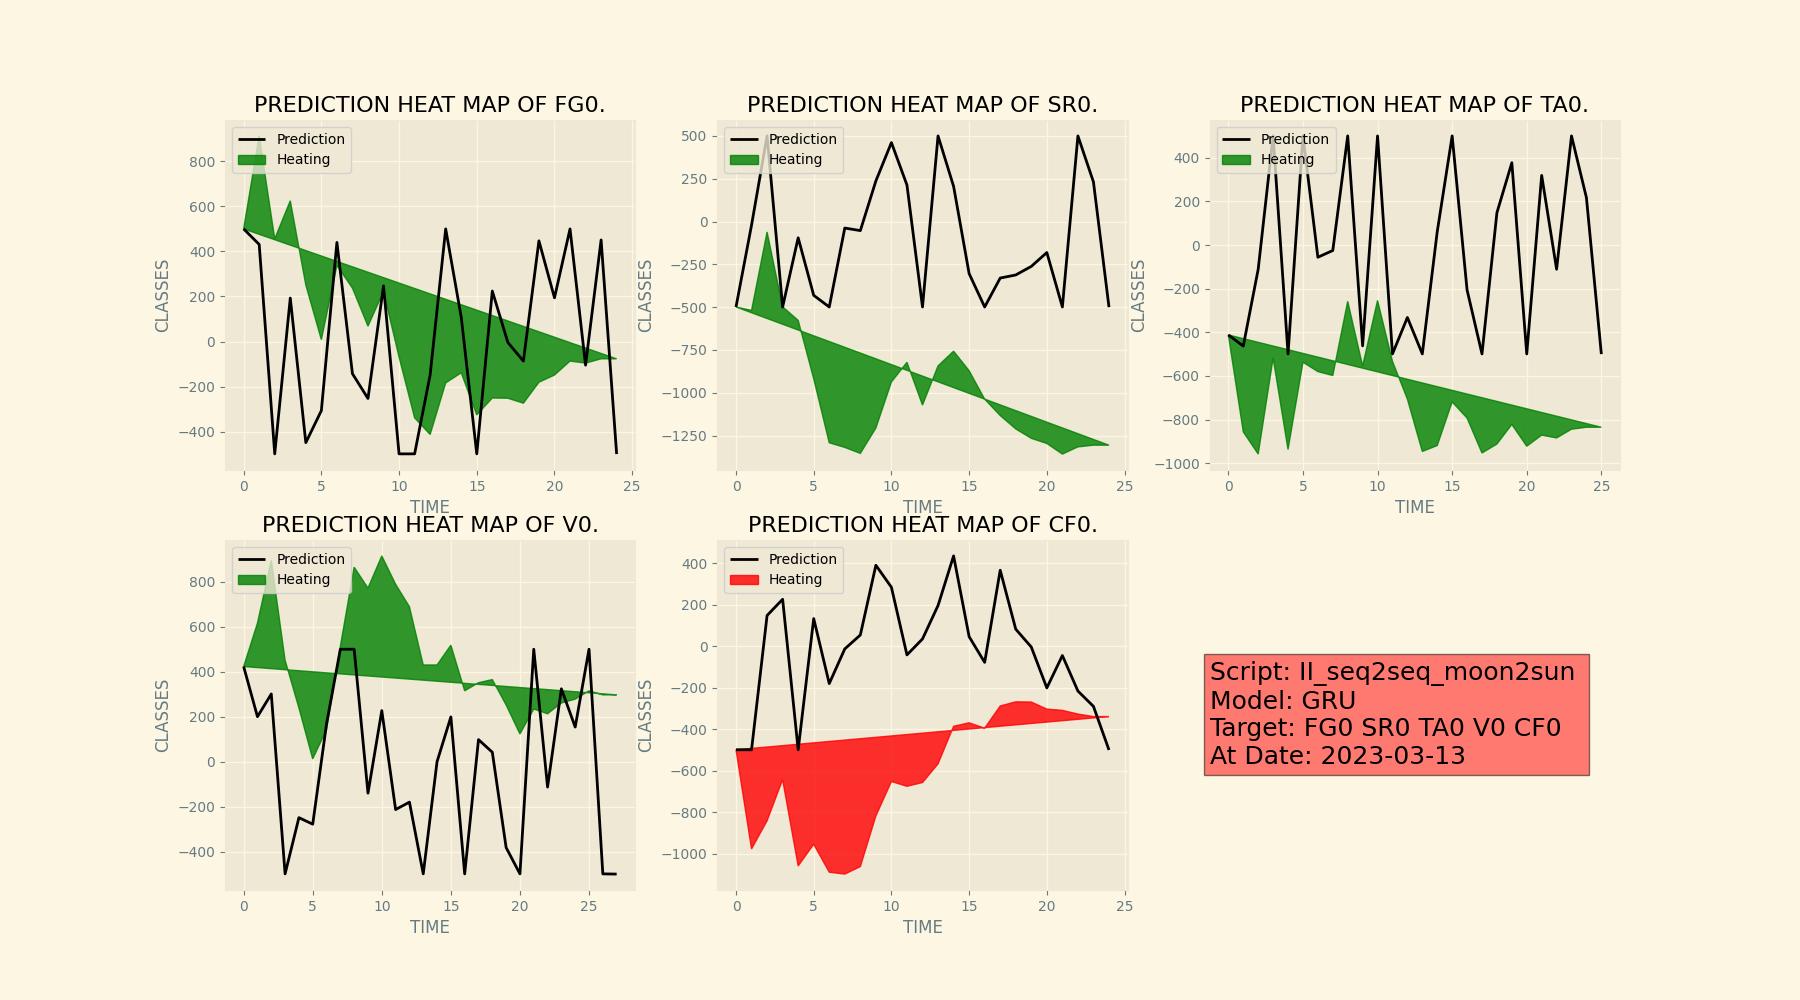 PREDICTION HEAT MAP OF FG0.
Prediction
Heating
800
600
400
200
0
−200
−400
CLASSES
0 5 10 15 20 25
TIME
PREDICTION HEAT MAP OF SR0.
Prediction
Heating
500
250
0
−250
−500
−750
−1000
−1250
CLASSES
0 5 10 15 20 25
TIME
PREDICTION HEAT MAP OF TA0.
Prediction
Heating
400
200
0
−200
−400
−600
−800
−1000
CLASSES
0 5 10 15 20 25
TIME
PREDICTION HEAT MAP OF V0.
Prediction
Heating
800
600
400
200
0
−200
−400
CLASSES
0 5 10 15 20 25
TIME
PREDICTION HEAT MAP OF CF0.
Prediction
Heating
400
200
0
−200
−400
−600
−800
−1000
CLASSES
0 5 10 15 20 25
TIME
Script: II_seq2seq_moon2sun
Model: GRU
Target: FG0 SR0 TA0 V0 CF0
At Date: 2023-03-13